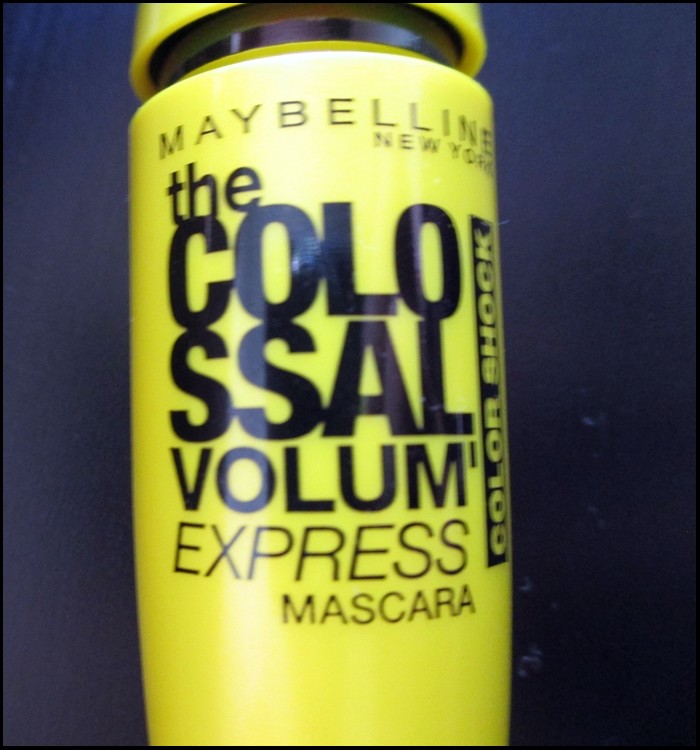 MAYBELLINE
NEW YORK
the
COLO
SSAL
VOLUM'
EXPRESS
MASCARA
COLOR SHOCK